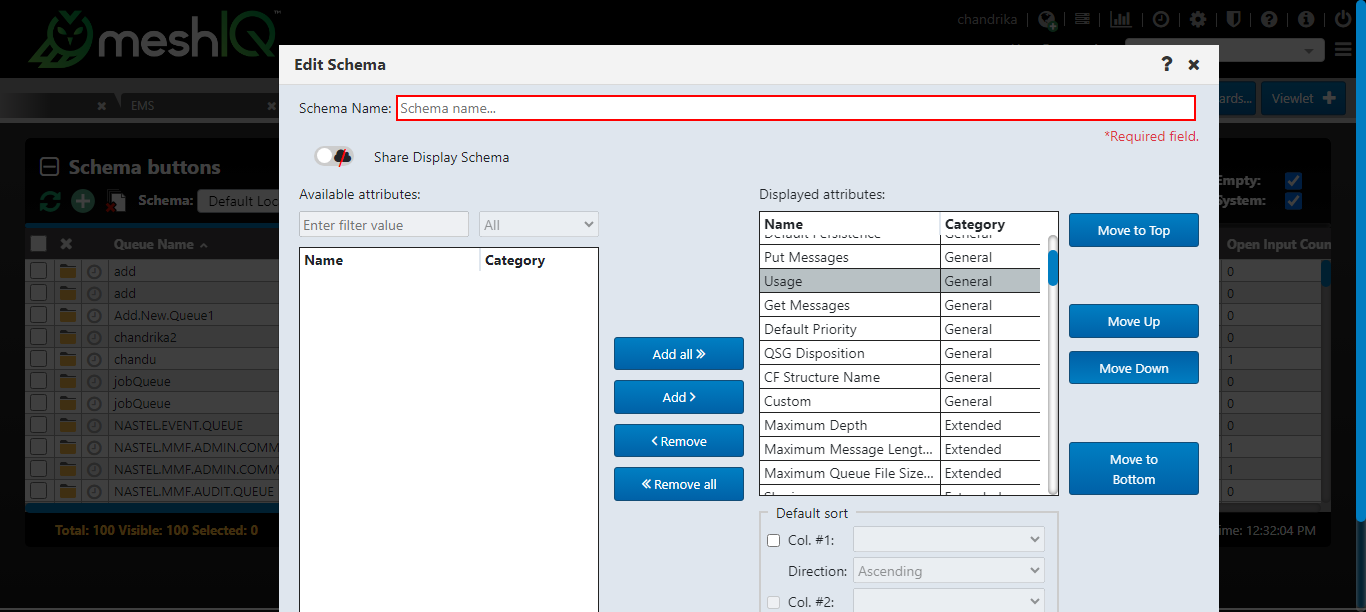 meshIQ™
chandrika
EMS
ards...
Viewlet
Edit Schema
?
Schema Name:
Schema name...
*Required field.
Share Display Schema
Available attributes:
Enter filter value
All
Name Category
Add all
Add
Remove
Remove all
Displayed attributes:
Name Category
Default Persistence General
Put Messages General
Usage General
Get Messages General
Default Priority General
QSG Disposition General
CF Structure Name General
Custom General
Maximum Depth Extended
Maximum Message Lengt... Extended
Maximum Queue File Size... Extended
Move to Top
Move Up
Move Down
Move to
Bottom
Default sort
Col. #1:
Direction: Ascending
Col. #2:
Schema buttons
Schema: Default Loc
Empty:
System:
Queue Name
Open Input Coun
add 0
add 0
Add.New.Queue1 0
chandrika2 0
chandu 1
jobQueue 0
jobQueue 0
NASTEL.EVENT.QUEUE 1
NASTEL.MMF.ADMIN.COMM 1
NASTEL.MMF.ADMIN.COMM 1
NASTEL.MMF.AUDIT.QUEUE 0
Total: 100 Visible: 100 Selected: 0
ime: 12:32:04 PM